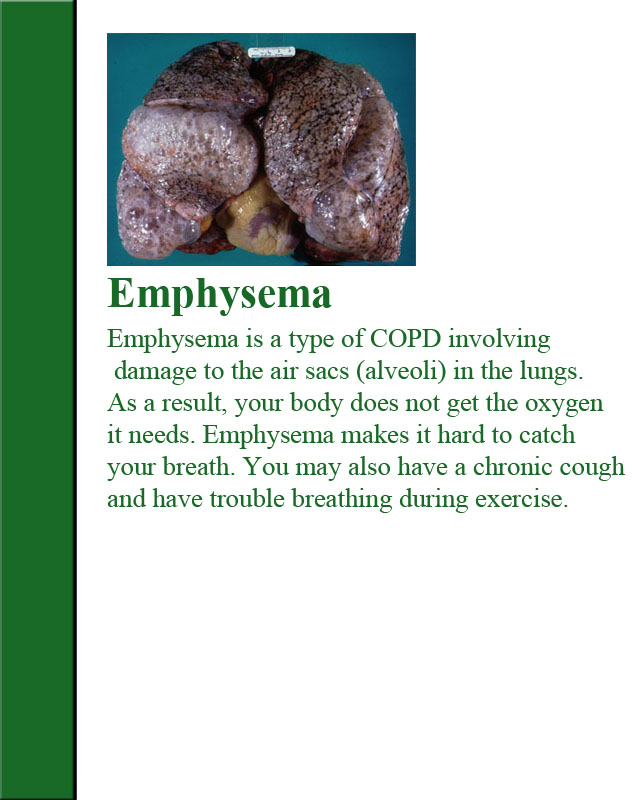 Emphysema
Emphysema is a type of COPD involving
damage to the air sacs (alveoli) in the lungs.
As a result, your body does not get the oxygen
it needs. Emphysema makes it hard to catch
your breath. You may also have a chronic cough
and have trouble breathing during exercise.